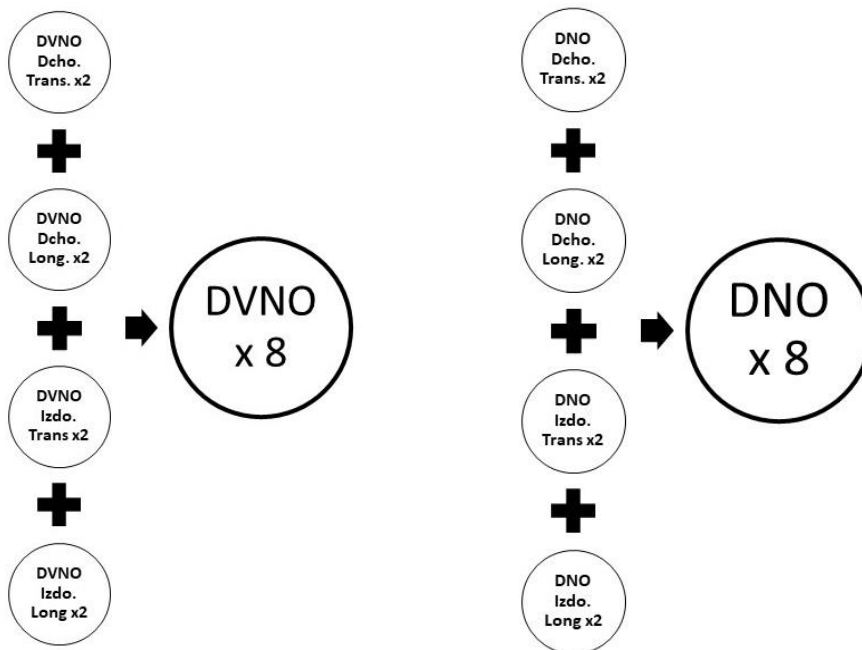 DVNO
Dcho.
Trans. x2
DVNO
Dcho.
Long. x2
DVNO
Izdo.
Trans x2
DVNO
Izdo.
Long x2
DVNO
x 8
DNO
Dcho.
Trans. x2
DNO
Dcho.
Long. x2
DNO
Izdo.
Trans x2
DNO
Izdo.
Long x2
DNO
x 8